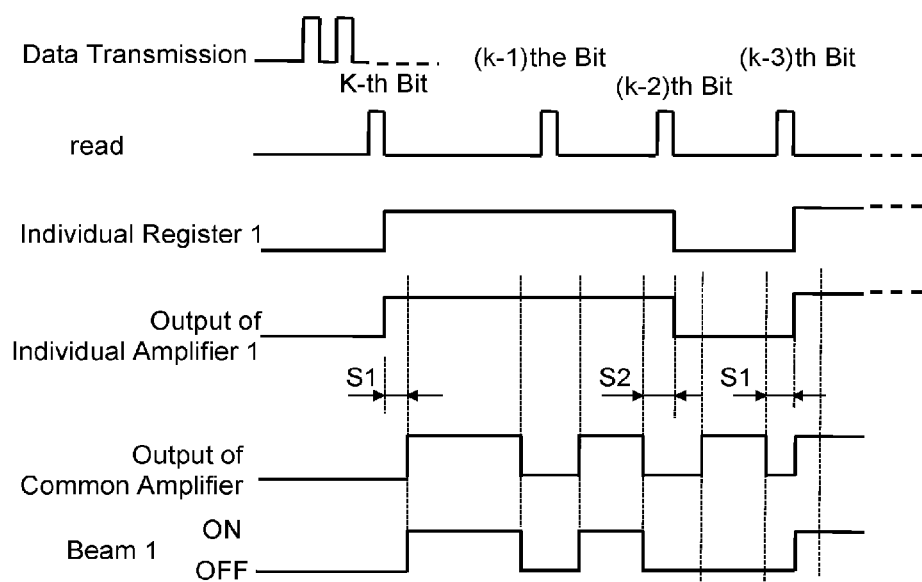 Data Transmission
K-th Bit
(k-1)the Bit
(k-2)th Bit
(k-3)th Bit
read
Individual Register 1
Output of
Individual Amplifier 1
S1
S2
S1
Output of
Common Amplifier
ON
Beam 1
OFF